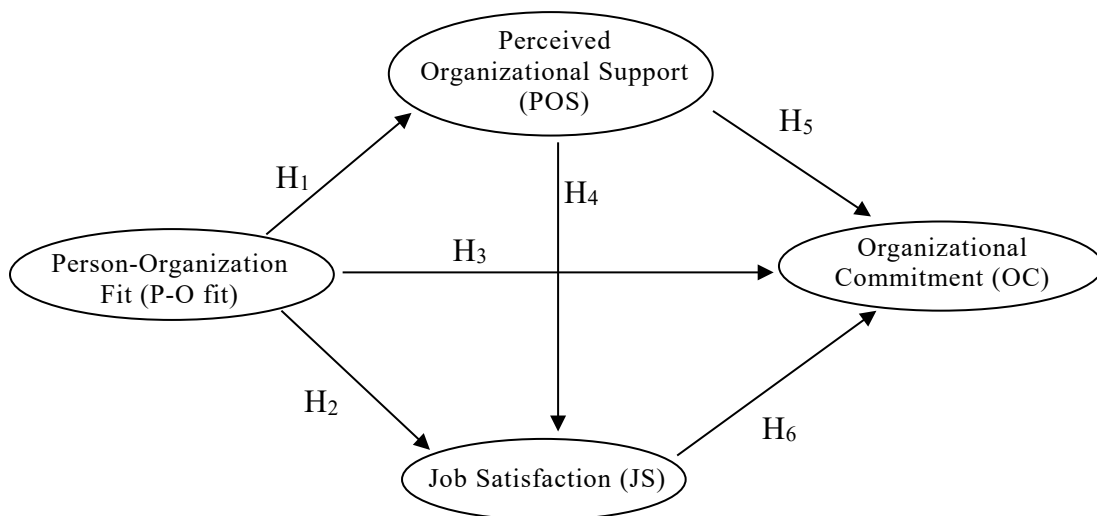 Perceived
Organizational Support
(POS)
H5
H1
H4
Person-Organization
Fit (P-O fit)
H3
Organizational
Commitment (OC)
H2
H6
Job Satisfaction (JS)